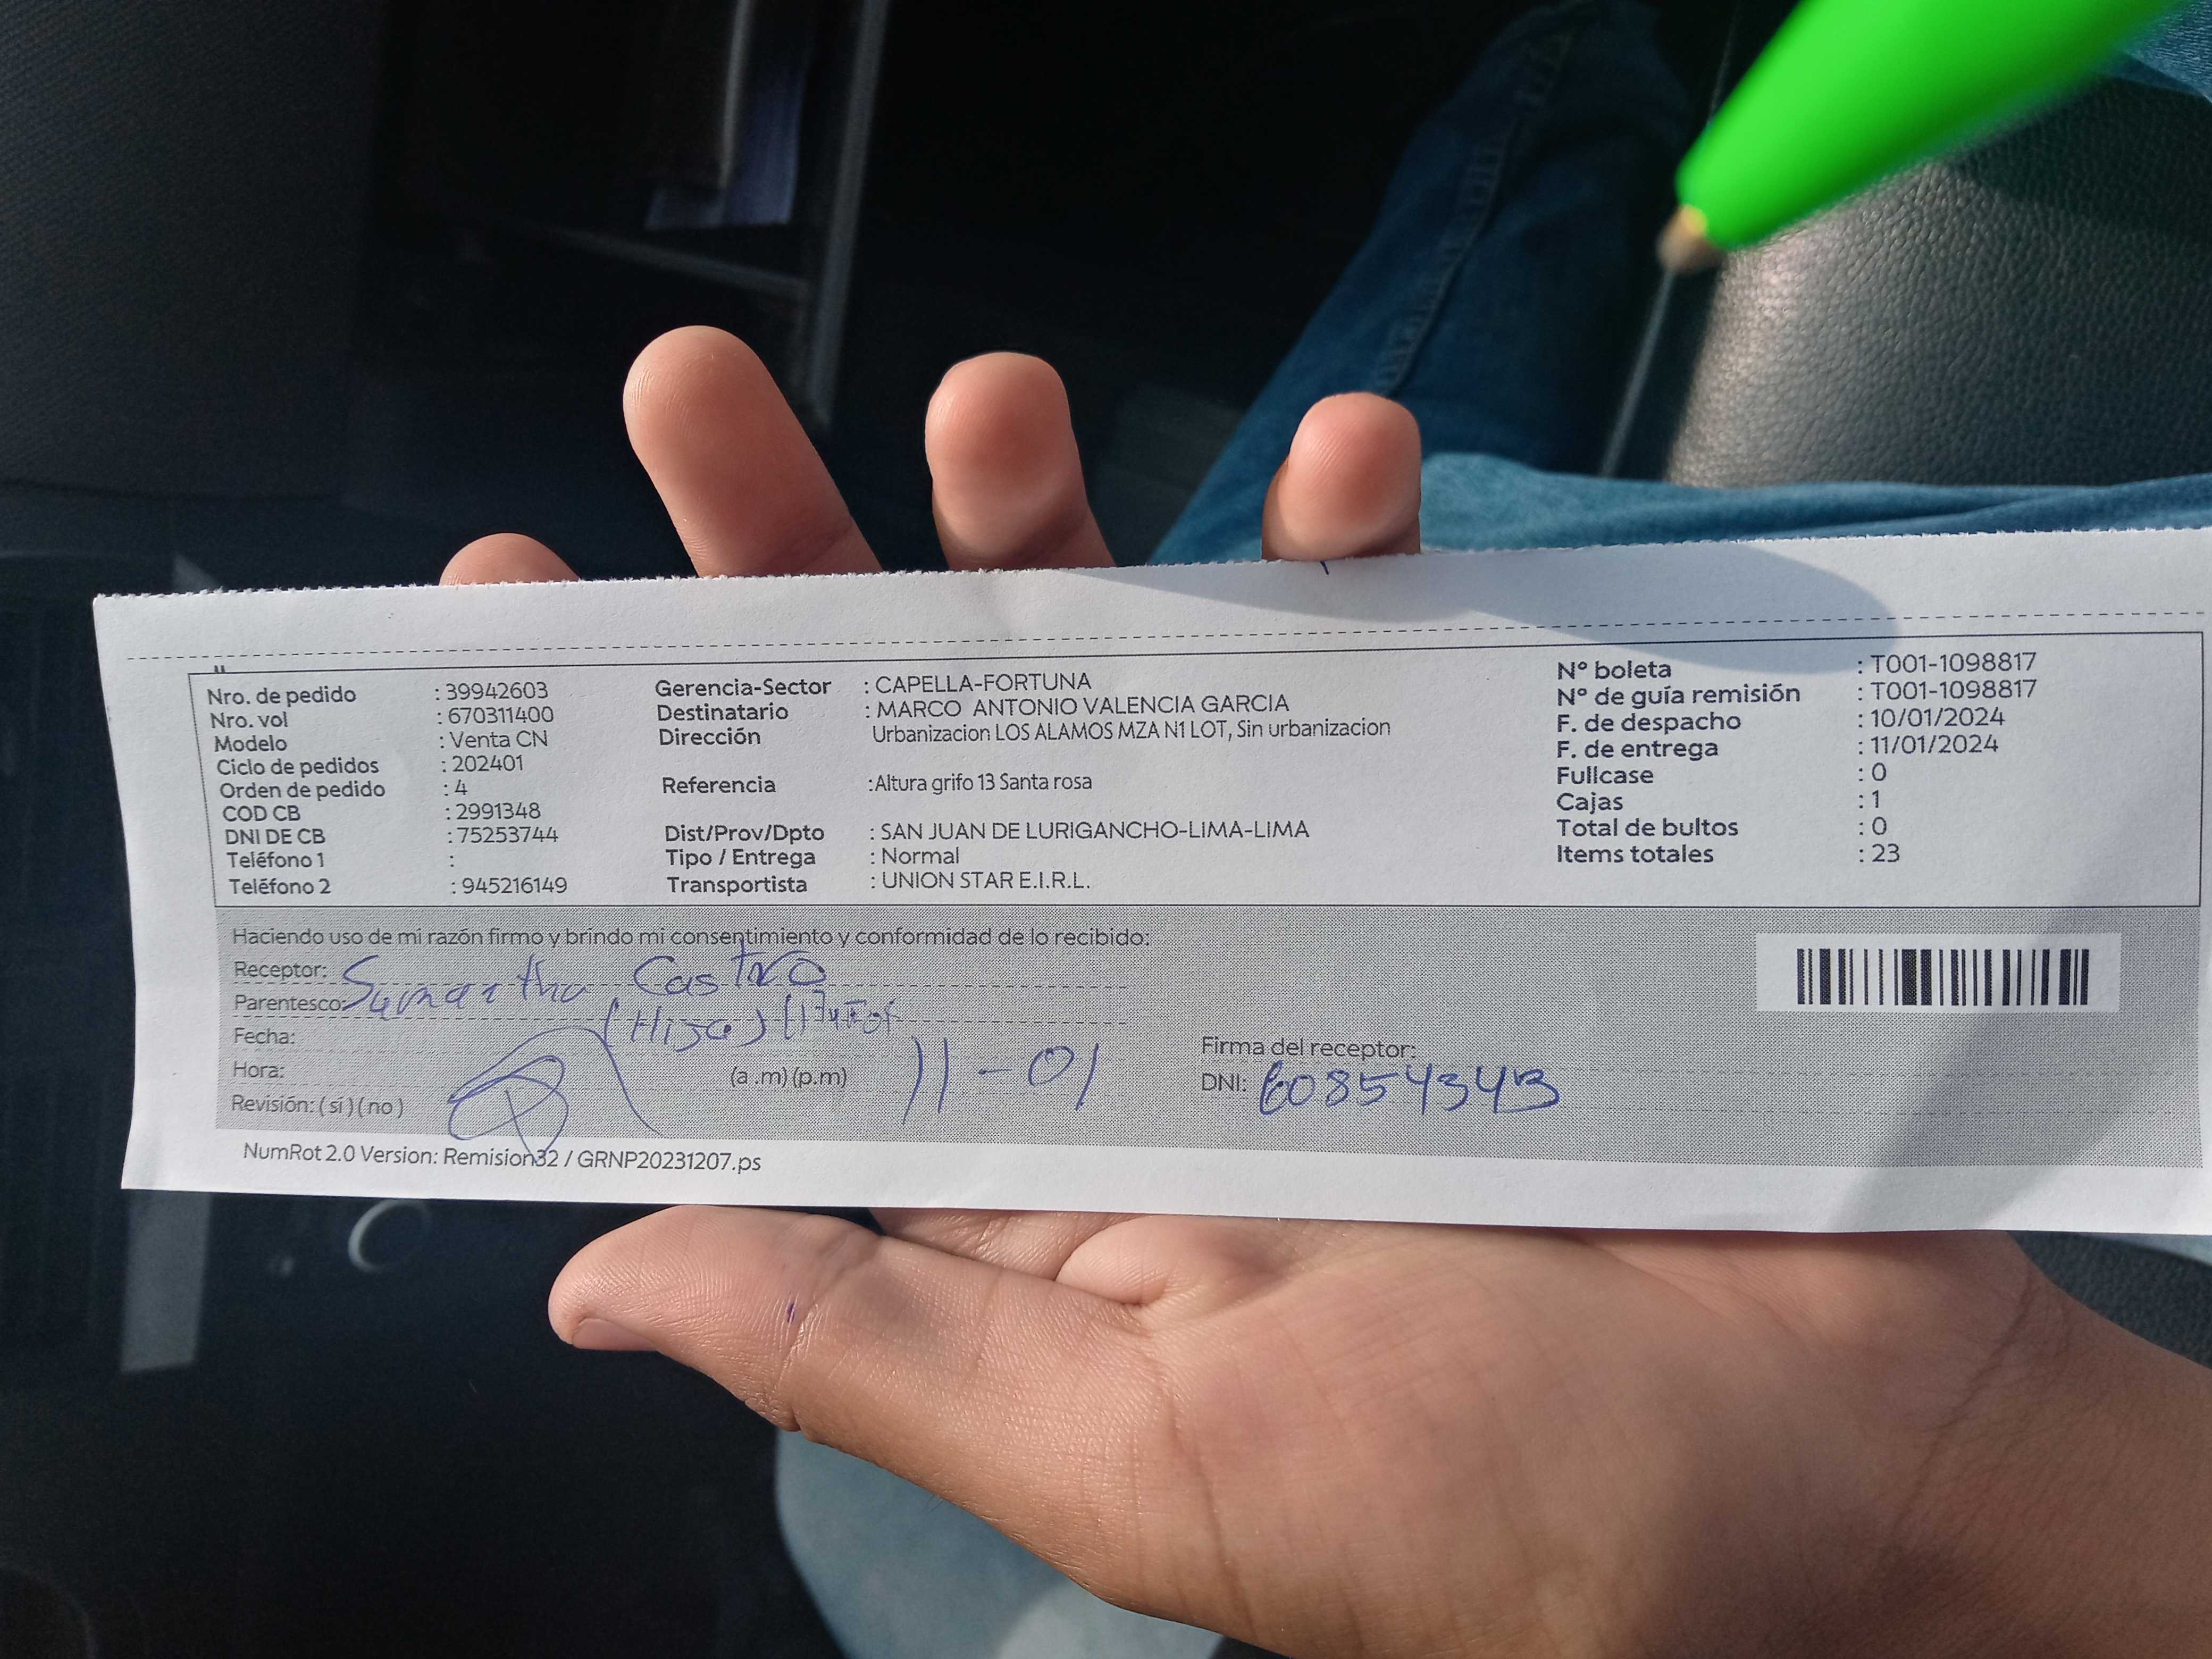 Nro. de pedido : 39942603
Nro. vol : 670311400
Modelo : Venta CN
Ciclo de pedidos : 202401
Orden de pedido : 4
COD CB : 2991348
DNI DE CB : 75253744
Teléfono 1 :
Teléfono 2 : 945216149
Gerencia-Sector : CAPELLA-FORTUNA
Destinatario : MARCO ANTONIO VALENCIA GARCIA
Dirección Urbanizacion LOS ALAMOS MZA N1 LOT, Sin urbanizacion
Referencia :Altura grifo 13 Santa rosa
Dist/Prov/Dpto : SAN JUAN DE LURIGANCHO-LIMA-LIMA
Tipo / Entrega : Normal
Transportista : UNION STAR E.I.R.L.
Nº boleta : T001-1098817
Nº de guía remisión : T001-1098817
F. de despacho : 10/01/2024
F. de entrega : 11/01/2024
Fullcase : 0
Cajas : 1
Total de bultos : 0
Items totales : 23
Haciendo uso de mi razón firmo y brindo mi consentimiento y conformidad de lo recibido:
Receptor: Samantha Castro
Parentesco: (Hija)
Fecha:
Hora: (a .m) (p.m) 11-01
Revisión: ( sí ) ( no )
Firma del receptor:
DNI: 60854343
NumRot 2.0 Version: Remision32 / GRNP20231207.ps